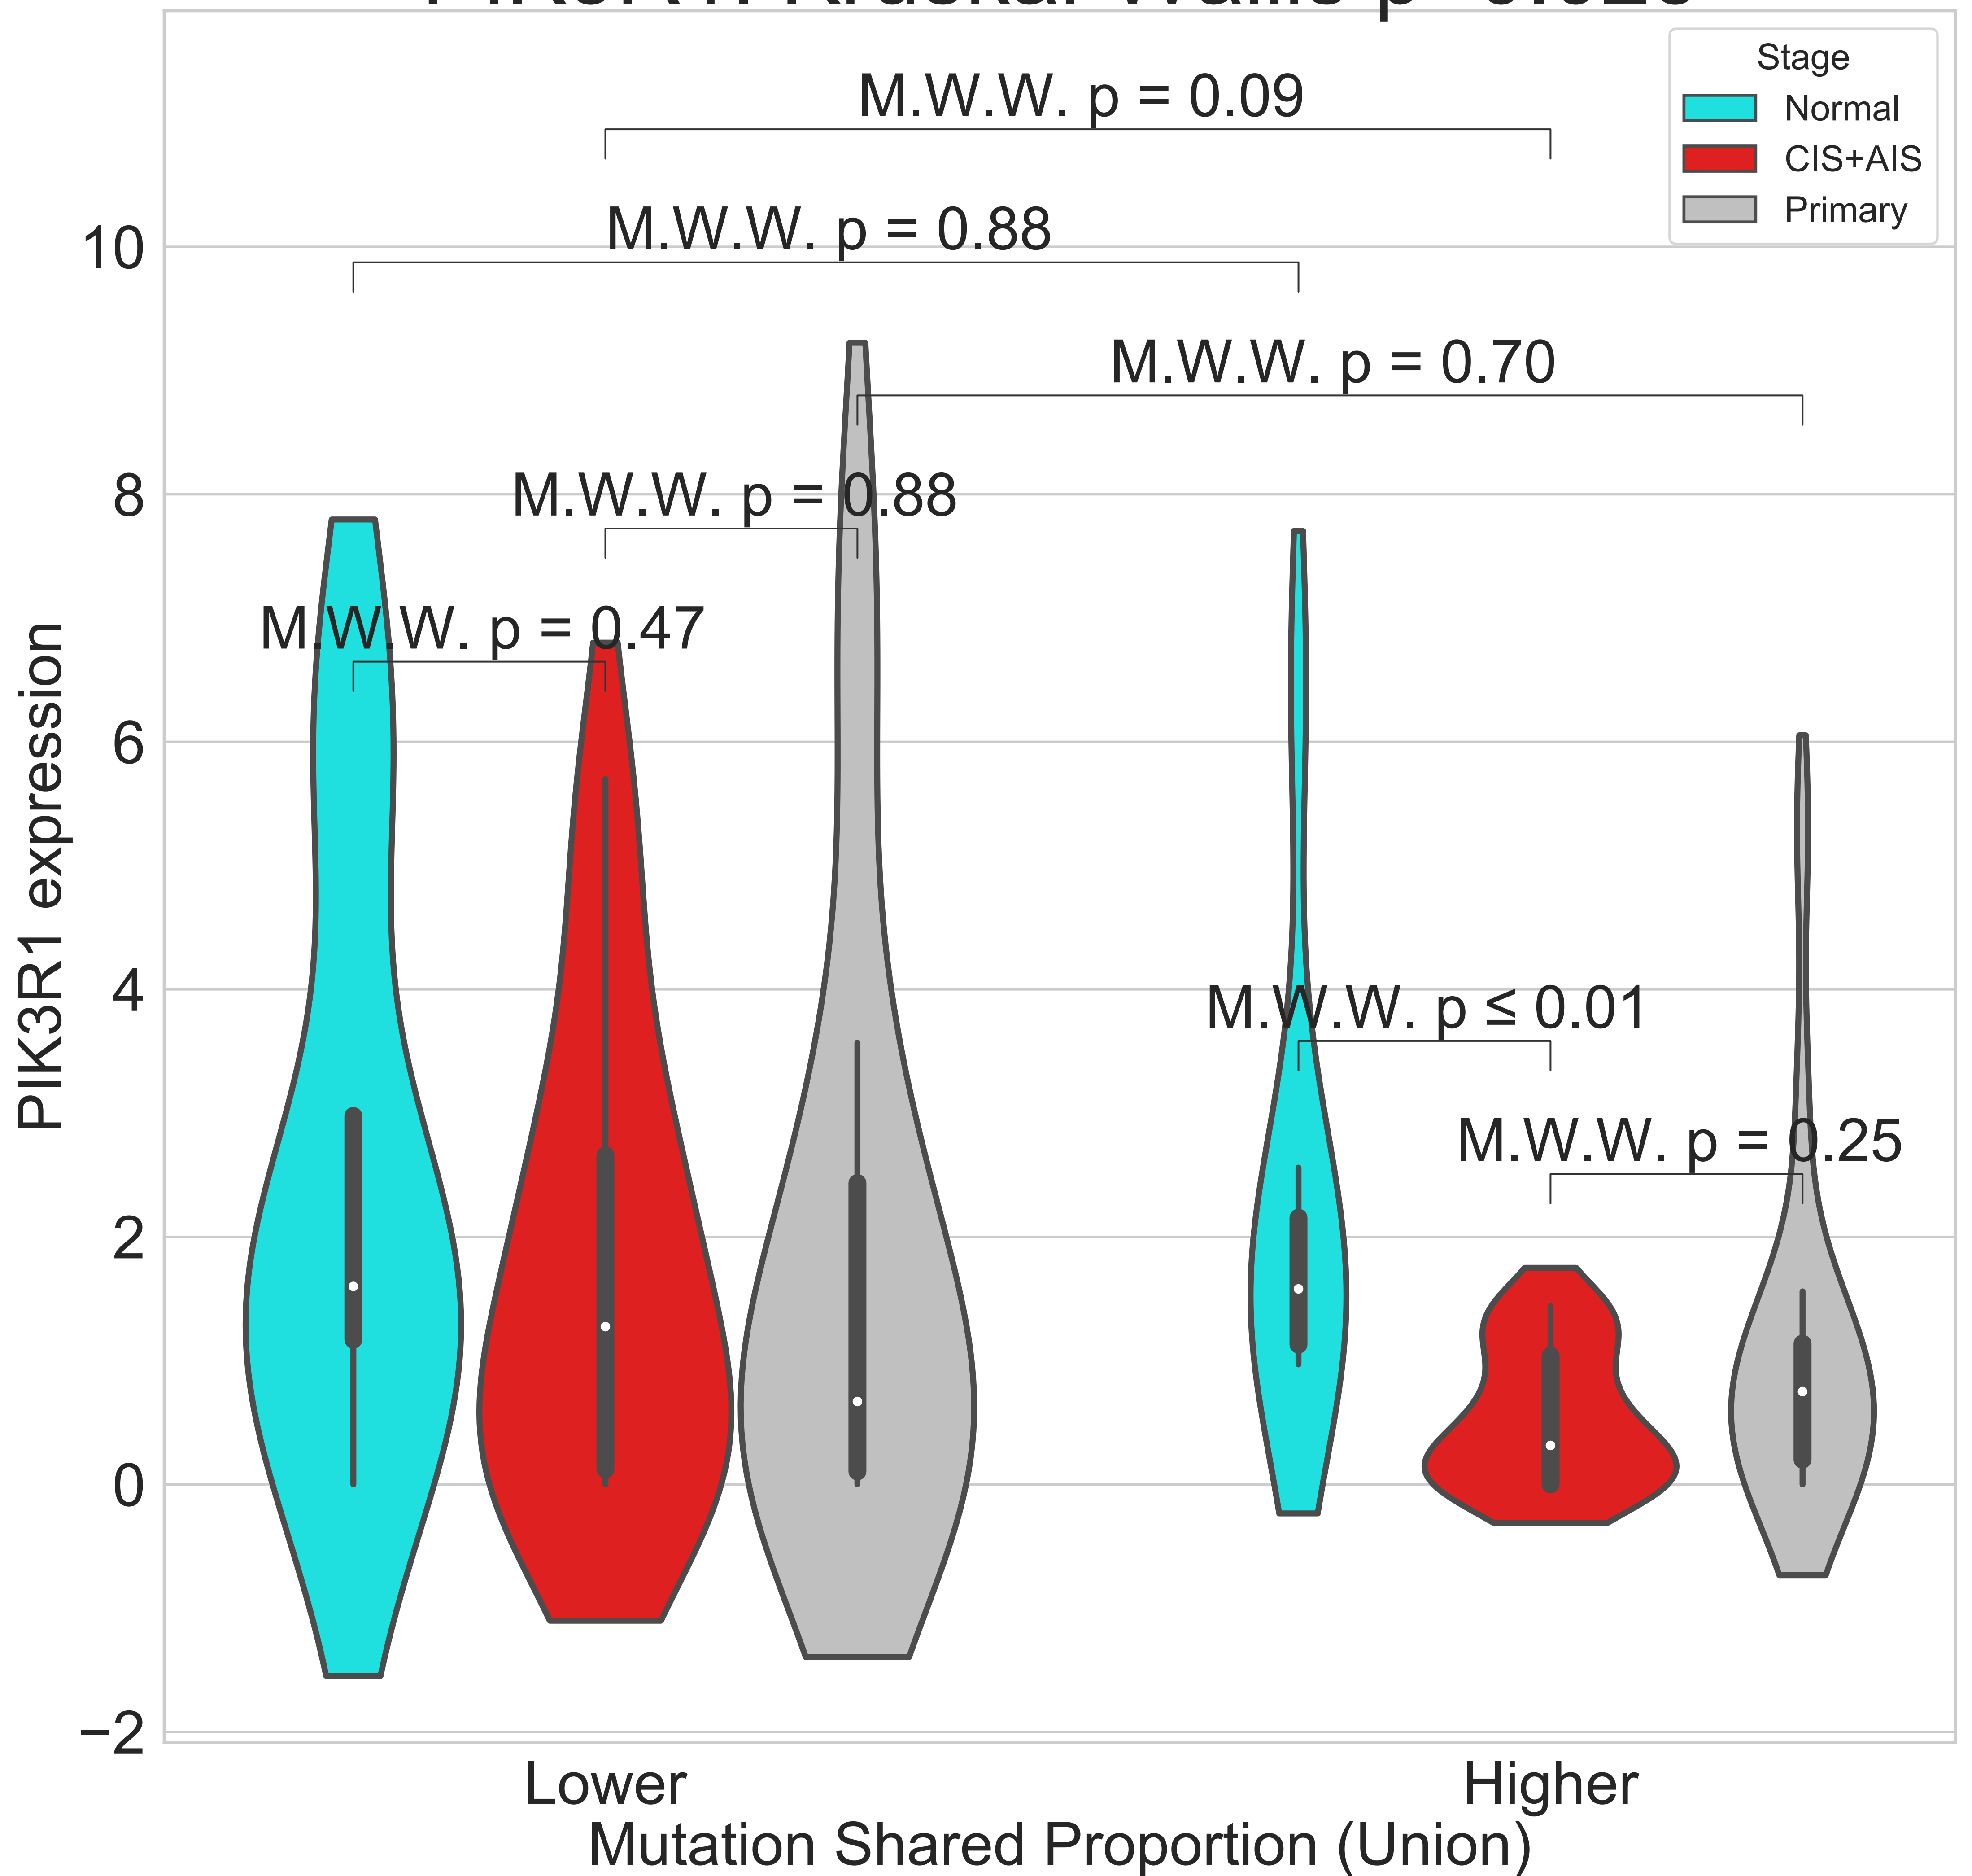 Stage
Normal
CIS+AIS
Primary
M.W.W. p = 0.09
M.W.W. p = 0.88
M.W.W. p = 0.70
M.W.W. p = 0.88
M.W.W. p = 0.47
M.W.W. p ≤ 0.01
M.W.W. p = 0.25
10
8
6
4
2
0
−2
PIK3R1 expression
Lower
Higher
Mutation Shared Proportion (Union)